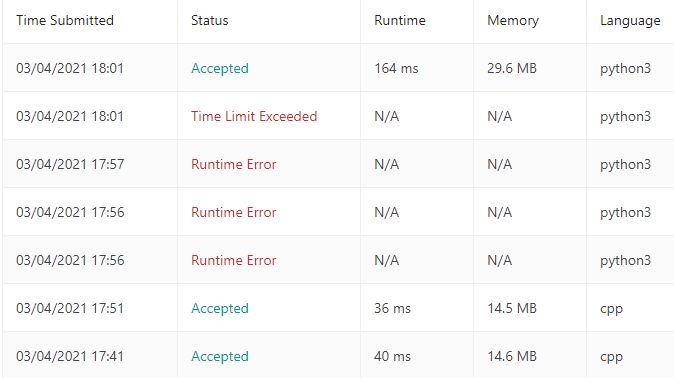 Time Submitted Status Runtime Memory Language
03/04/2021 18:01 Accepted 164 ms 29.6 MB python3
03/04/2021 18:01 Time Limit Exceeded N/A N/A python3
03/04/2021 17:57 Runtime Error N/A N/A python3
03/04/2021 17:56 Runtime Error N/A N/A python3
03/04/2021 17:56 Runtime Error N/A N/A python3
03/04/2021 17:51 Accepted 36 ms 14.5 MB cpp
03/04/2021 17:41 Accepted 40 ms 14.6 MB cpp